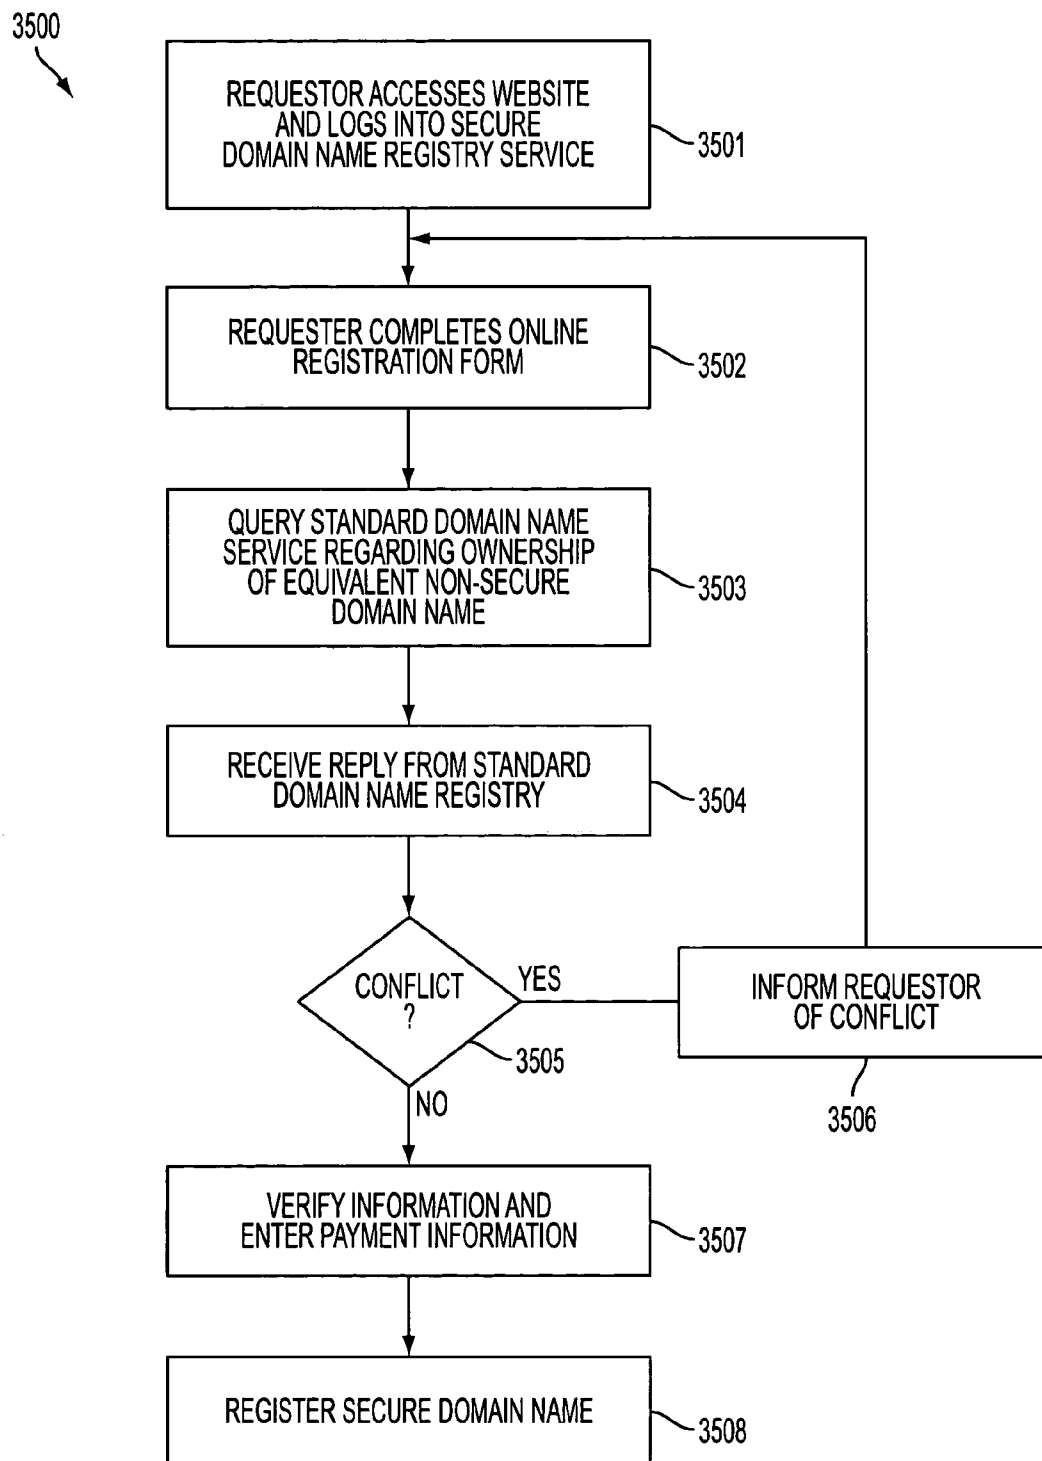 3500
REQUESTOR ACCESSES WEBSITE
AND LOGS INTO SECURE
DOMAIN NAME REGISTRY SERVICE
3501
REQUESTER COMPLETES ONLINE
REGISTRATION FORM
3502
QUERY STANDARD DOMAIN NAME
SERVICE REGARDING OWNERSHIP
OF EQUIVALENT NON-SECURE
DOMAIN NAME
3503
RECEIVE REPLY FROM STANDARD
DOMAIN NAME REGISTRY
3504
CONFLICT
?
YES
3505
INFORM REQUESTOR
OF CONFLICT
3506
NO
VERIFY INFORMATION AND
ENTER PAYMENT INFORMATION
3507
REGISTER SECURE DOMAIN NAME
3508